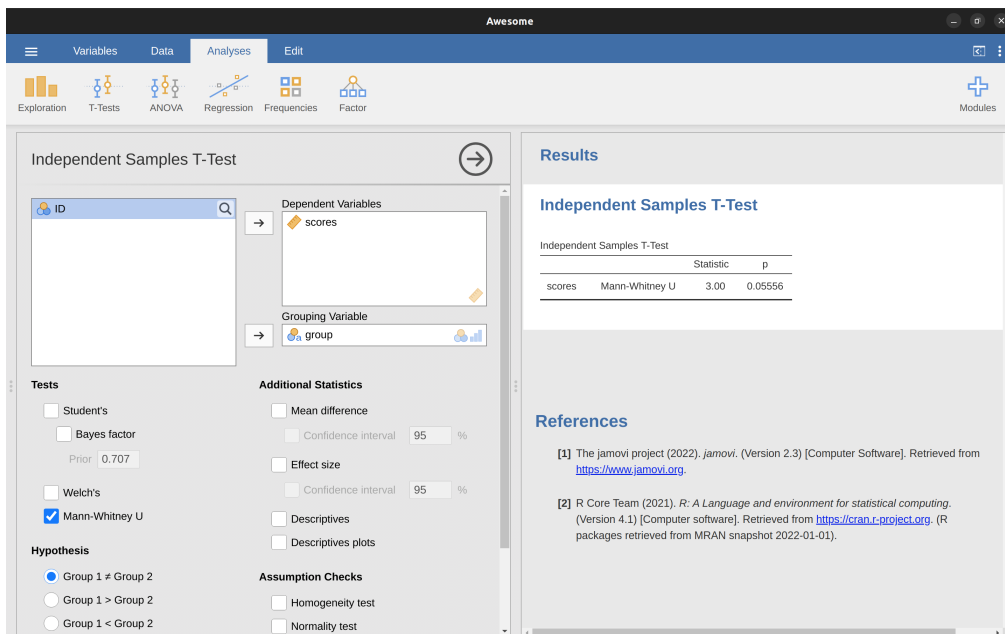 Awesome
Variables
Data
Analyses
Edit
Exploration
T-Tests
ANOVA
Regression
Frequencies
Factor
Modules
Independent Samples T-Test
ID
Dependent Variables
scores
Grouping Variable
a group
Tests
Student's
Bayes factor
Prior 0.707
Welch's
Mann-Whitney U
Hypothesis
Group 1 ≠ Group 2
Group 1 > Group 2
Group 1 < Group 2
Additional Statistics
Mean difference
Confidence interval 95 %
Effect size
Confidence interval 95 %
Descriptives
Descriptives plots
Assumption Checks
Homogeneity test
Normality test
Results
Independent Samples T-Test
Independent Samples T-Test
Statistic p
scores Mann-Whitney U 3.00 0.05556
References
[1] The jamovi project (2022). jamovi. (Version 2.3) [Computer Software]. Retrieved from
https://www.jamovi.org.
[2] R Core Team (2021). R: A Language and environment for statistical computing.
(Version 4.1) [Computer software]. Retrieved from https://cran.r-project.org. (R
packages retrieved from MRAN snapshot 2022-01-01).